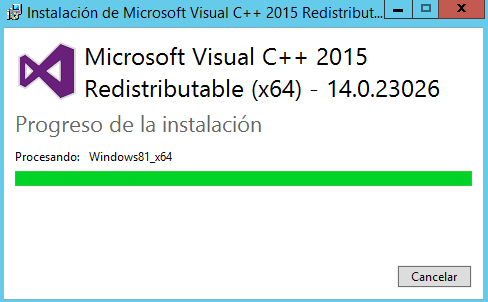 Instalación de Microsoft Visual C++ 2015 Redistribut...
Microsoft Visual C++ 2015
Redistributable (x64) - 14.0.23026
Progreso de la instalación
Procesando: Windows81_x64
Cancelar